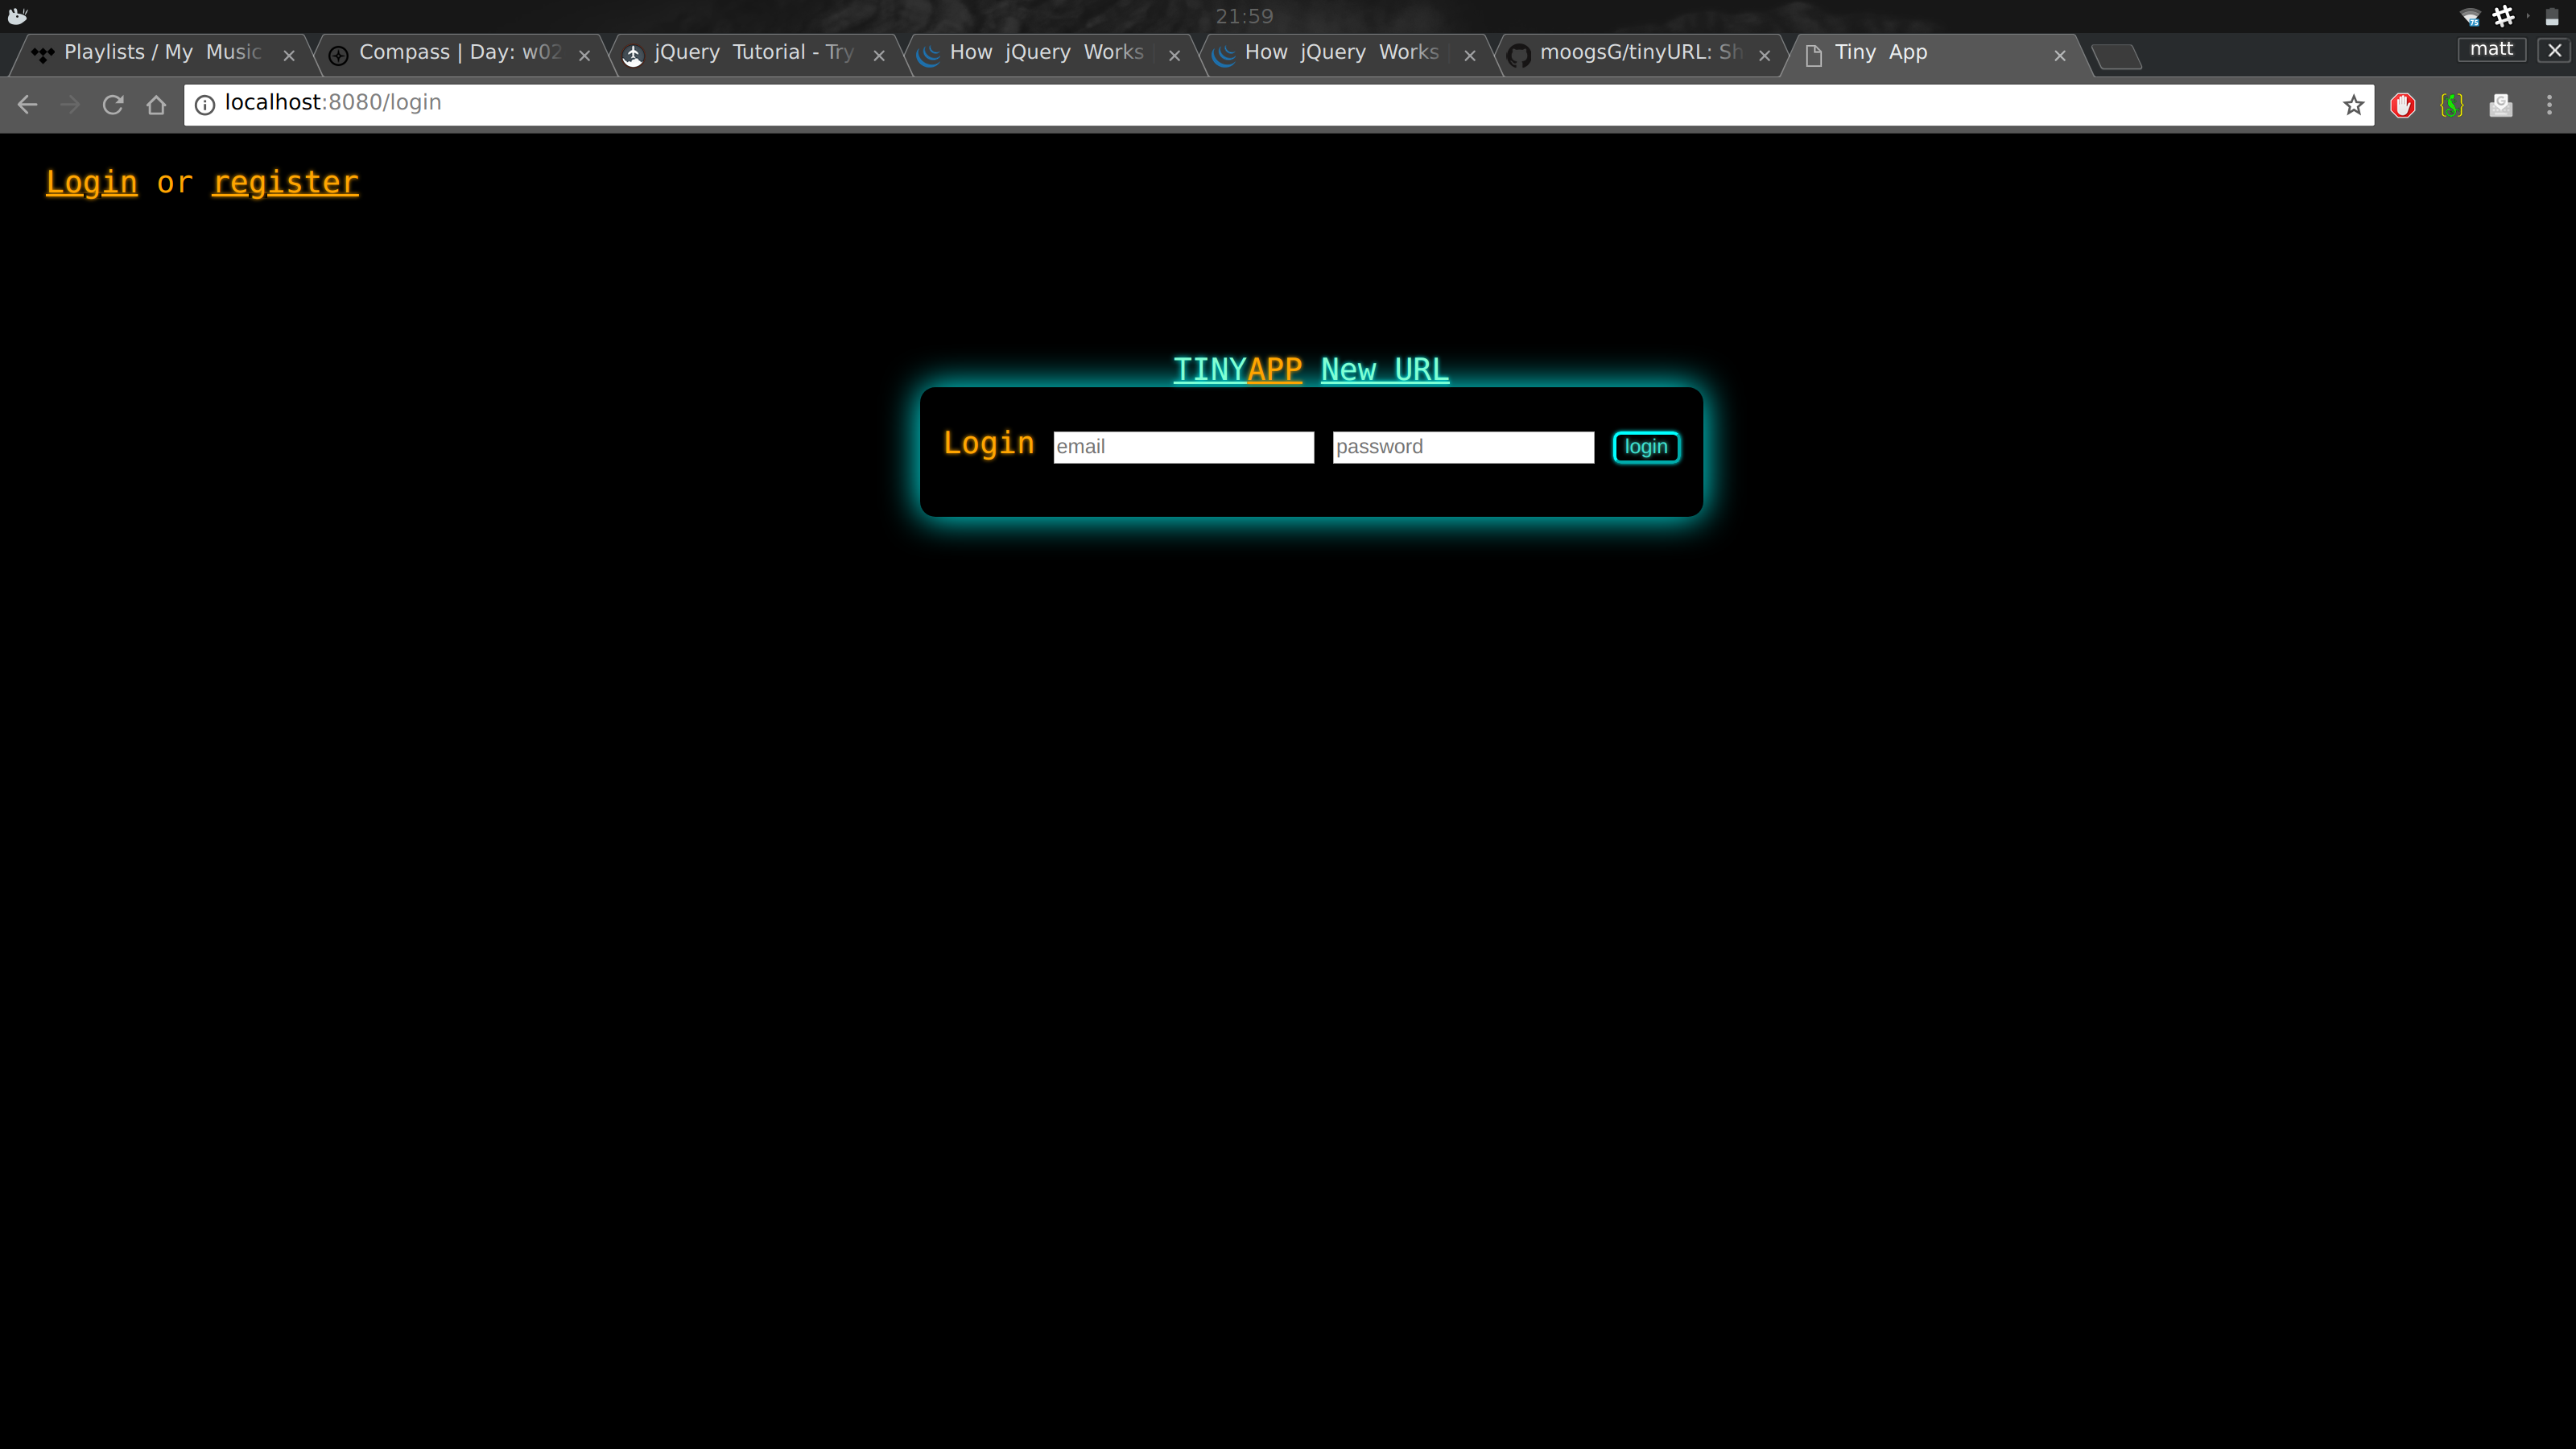 21:59
Playlists / My Music
Compass | Day: w02
jQuery Tutorial - Try
How jQuery Works
How jQuery Works
moogsG/tinyURL: Sh
Tiny App
matt
localhost:8080/login
Login or register
TINYAPP New URL
Login email password login